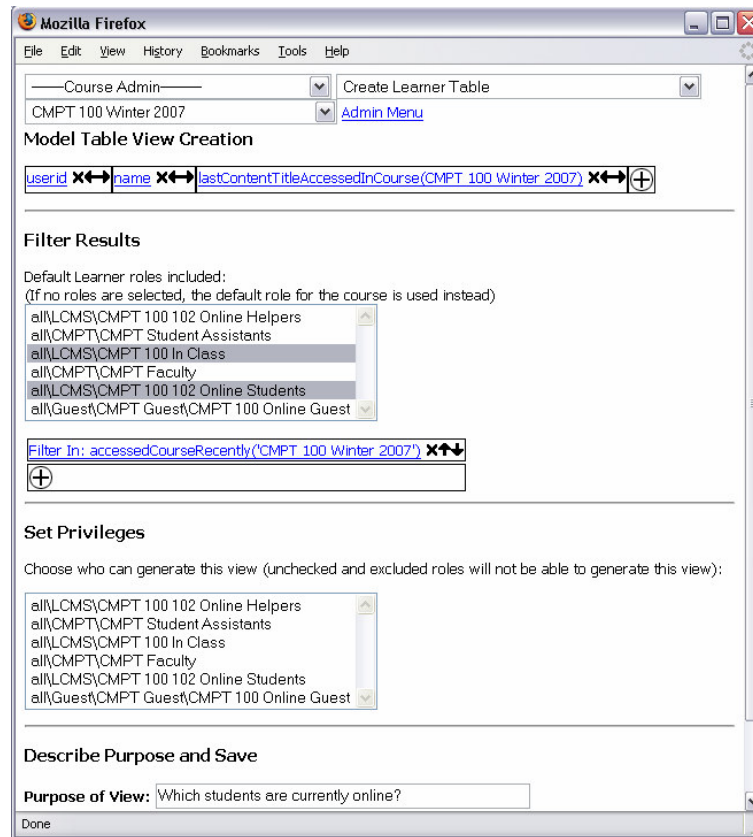 Mozilla Firefox
File Edit View History Bookmarks Tools Help
——Course Admin—— Create Learner Table
CMPT 100 Winter 2007 Admin Menu
Model Table View Creation
userid name lastContentTitleAccessedInCourse(CMPT 100 Winter 2007)
Filter Results
Default Learner roles included:
(If no roles are selected, the default role for the course is used instead)
all\LCMS\CMPT 100 102 Online Helpers
all\CMPT\CMPT Student Assistants
all\LCMS\CMPT 100 In Class
all\CMPT\CMPT Faculty
all\LCMS\CMPT 100 102 Online Students
all\Guest\CMPT Guest\CMPT 100 Online Guest
Filter In: accessedCourseRecently('CMPT 100 Winter 2007')
Set Privileges
Choose who can generate this view (unchecked and excluded roles will not be able to generate this view):
all\LCMS\CMPT 100 102 Online Helpers
all\CMPT\CMPT Student Assistants
all\LCMS\CMPT 100 In Class
all\CMPT\CMPT Faculty
all\LCMS\CMPT 100 102 Online Students
all\Guest\CMPT Guest\CMPT 100 Online Guest
Describe Purpose and Save
Purpose of View: Which students are currently online?
Done